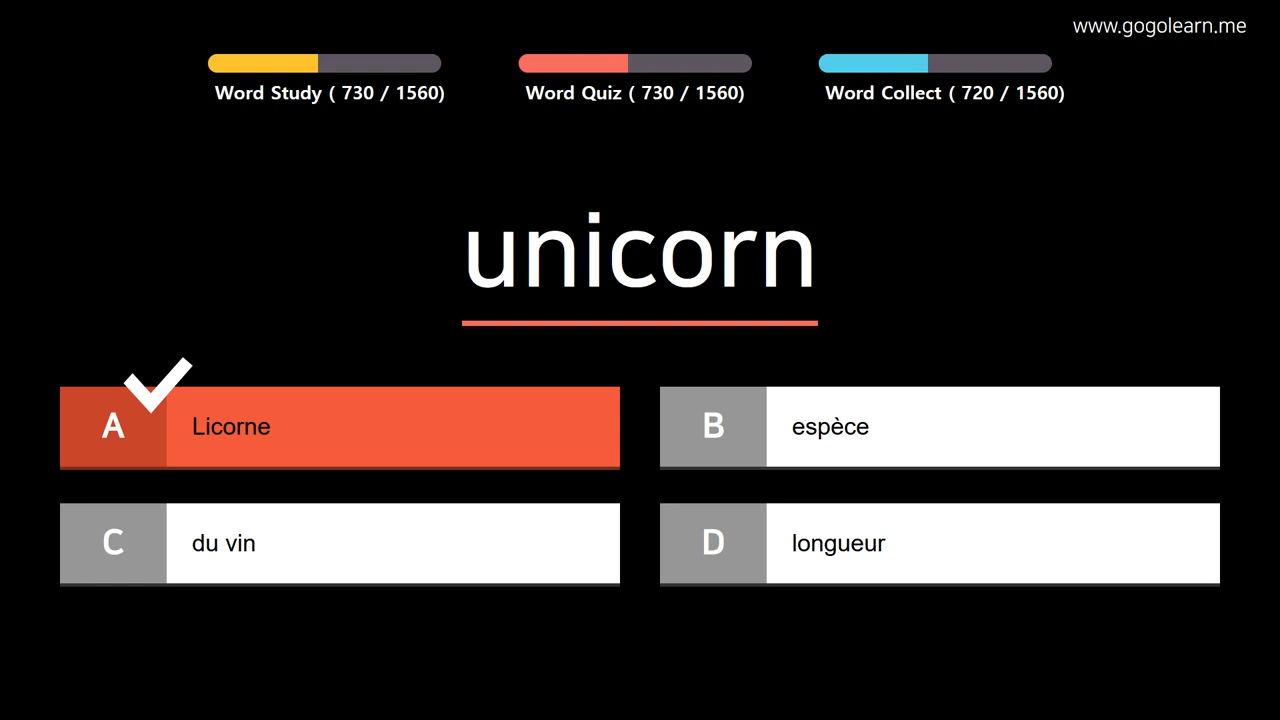 www.gogolearn.me
Word Study ( 730 / 1560)
Word Quiz ( 730 / 1560)
Word Collect ( 720 / 1560)
unicorn
A Licorne
B espèce
C du vin
D longueur